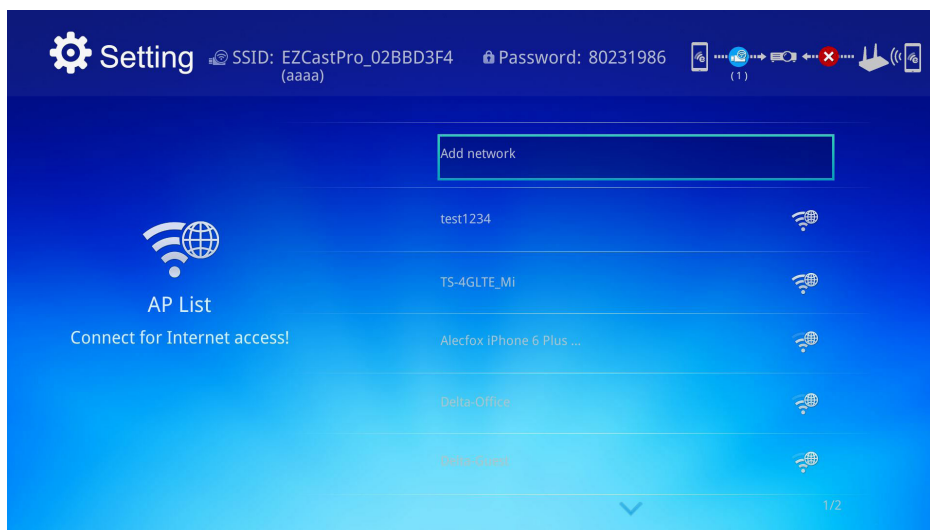 Setting
SSID: EZCastPro_02BBD3F4
(aaaa)
Password: 80231986
(1)
Add network
test1234
TS-4GLTE_Mi
AP List
Connect for Internet access!
Alecfox iPhone 6 Plus ...
Delta-Office
1/2